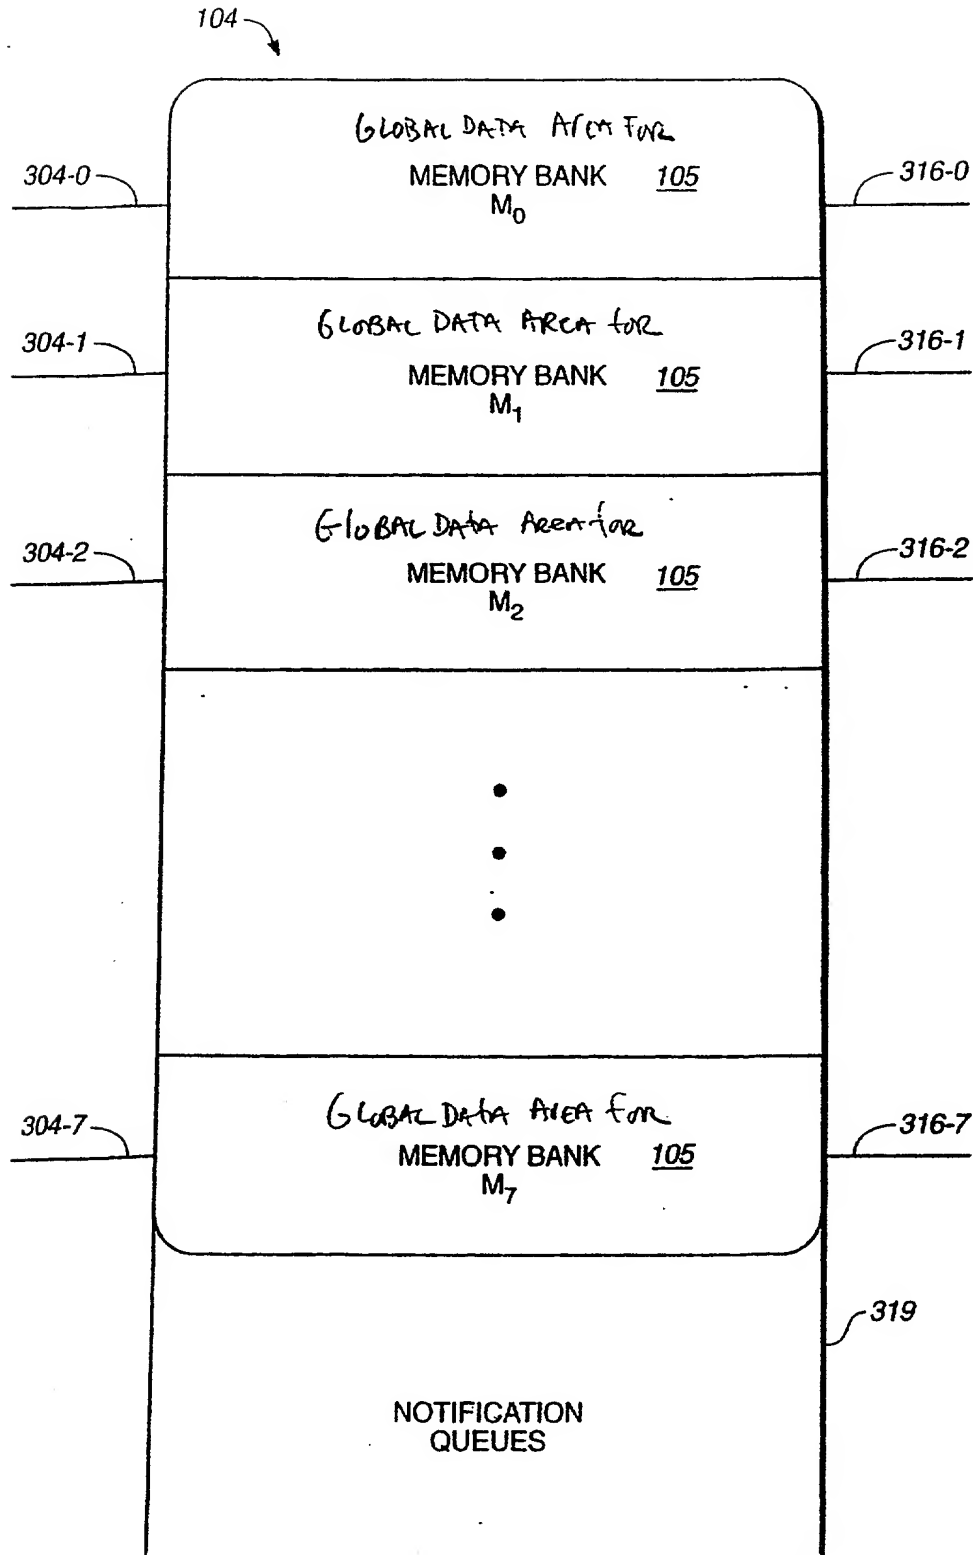 104
GLOBAL DATA AREA FOR
304-0
MEMORY BANK 105
316-0
M0
GLOBAL DATA AREA for
304-1
MEMORY BANK 105
316-1
M1
GLOBAL DATA AREA for
304-2
MEMORY BANK 105
316-2
M2
GLOBAL DATA AREA for
304-7
MEMORY BANK 105
316-7
M7
319
NOTIFICATION
QUEUES